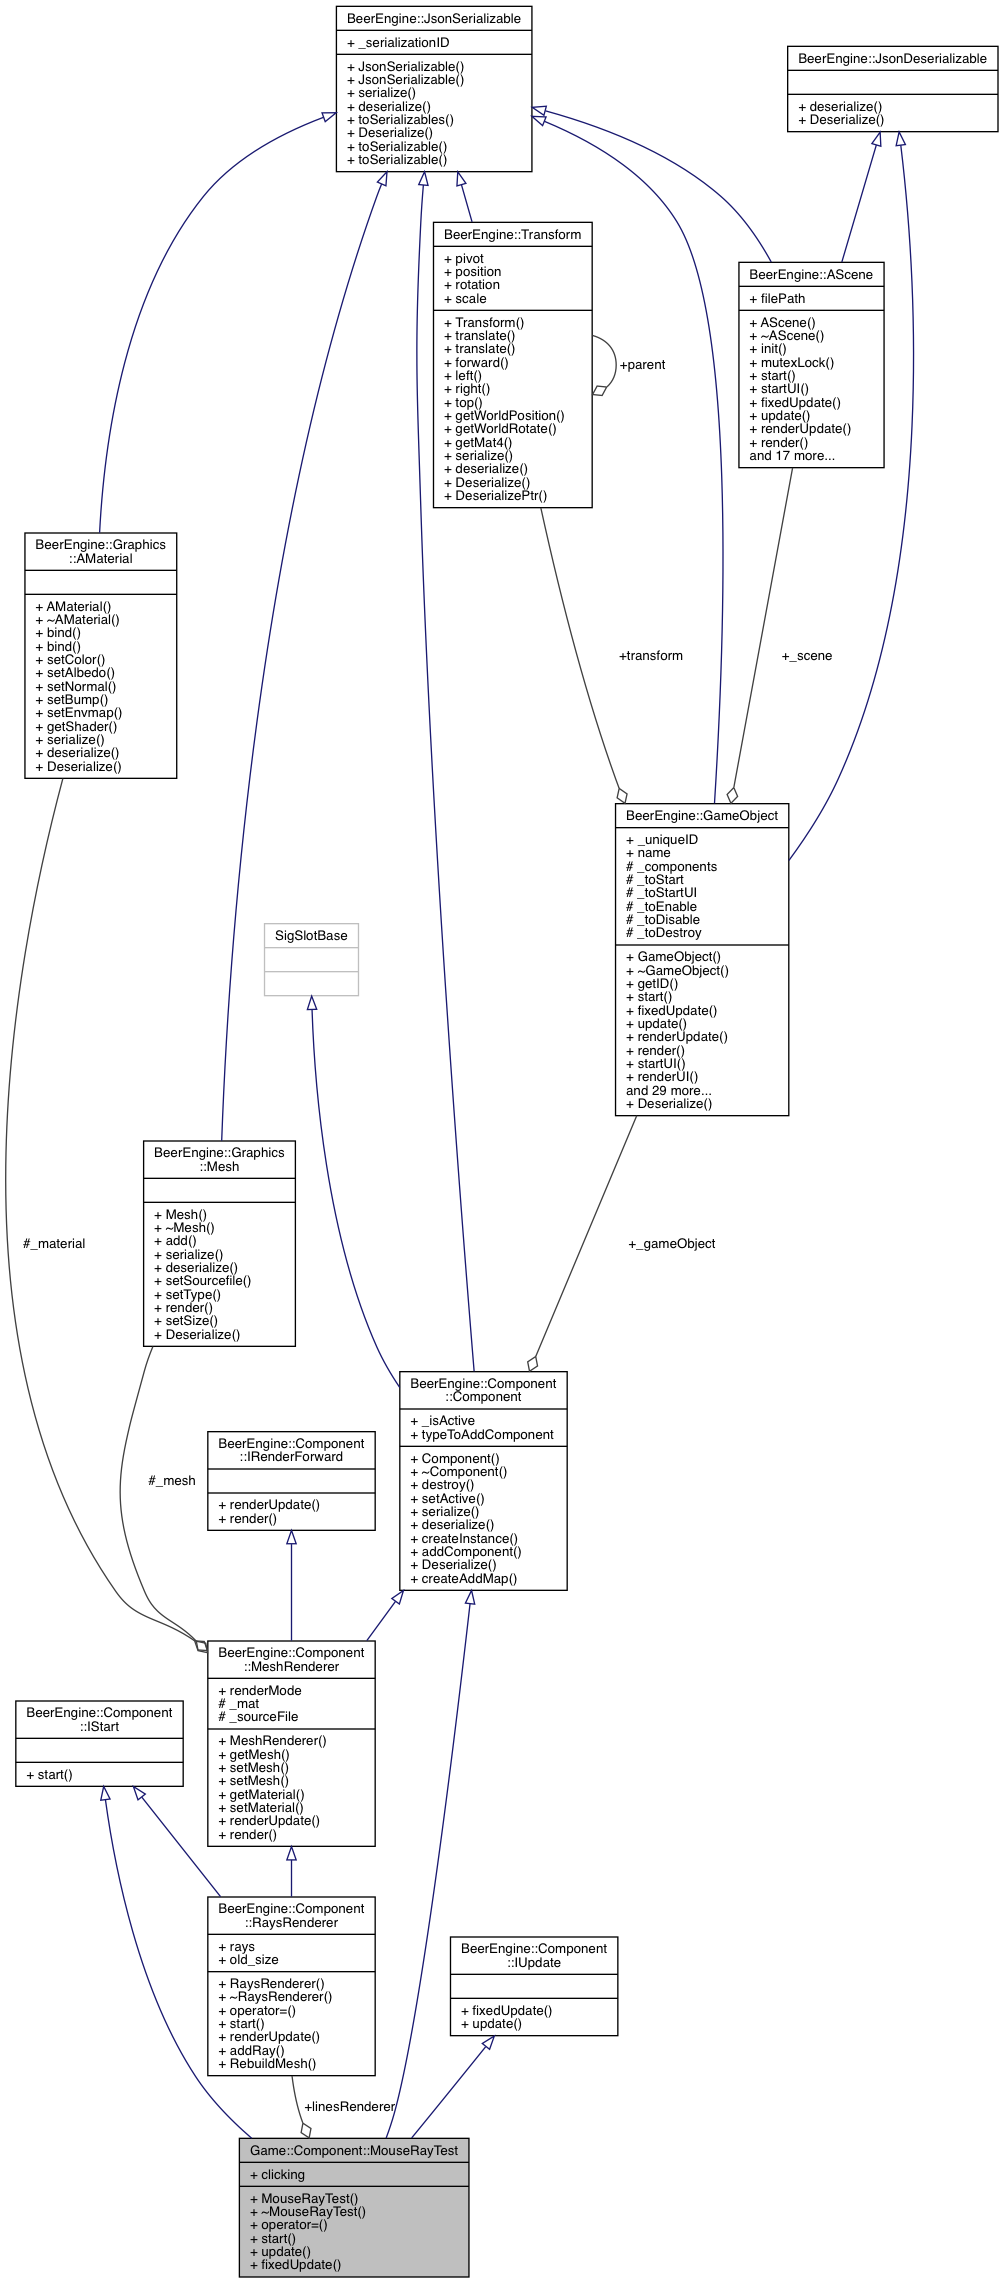 BeerEngine::JsonSerializable
+ _serializationID
+ JsonSerializable()
+ JsonSerializable()
+ serialize()
+ deserialize()
+ toSerializables()
+ Deserialize()
+ toSerializable()
+ toSerializable()
BeerEngine::JsonDeserializable
+ deserialize()
+ Deserialize()
BeerEngine::Transform
+ pivot
+ position
+ rotation
+ scale
+ Transform()
+ translate()
+ translate()
+ forward()
+ left()
+ right()
+ top()
+ getWorldPosition()
+ getWorldRotate()
+ getMat4()
+ serialize()
+ deserialize()
+ Deserialize()
+ DeserializePtr()
+parent
BeerEngine::AScene
+ filePath
+ AScene()
+ ~AScene()
+ init()
+ mutexLock()
+ start()
+ startUI()
+ fixedUpdate()
+ update()
+ renderUpdate()
+ render()
and 17 more...
BeerEngine::Graphics
::AMaterial
+ AMaterial()
+ ~AMaterial()
+ bind()
+ bind()
+ setColor()
+ setAlbedo()
+ setNormal()
+ setBump()
+ setEnvmap()
+ getShader()
+ serialize()
+ deserialize()
+ Deserialize()
+transform
+_scene
BeerEngine::GameObject
+ _uniqueID
+ name
# _components
# _toStart
# _toStartUI
# _toEnable
# _toDisable
# _toDestroy
+ GameObject()
+ ~GameObject()
+ getID()
+ start()
+ fixedUpdate()
+ update()
+ renderUpdate()
+ render()
+ startUI()
+ renderUI()
and 29 more...
+ Deserialize()
SigSlotBase
BeerEngine::Graphics
::Mesh
+ Mesh()
+ ~Mesh()
+ add()
+ serialize()
+ deserialize()
+ setSourcefile()
+ setType()
+ render()
+ setSize()
+ Deserialize()
#_material
+_gameObject
BeerEngine::Component
::Component
+ _isActive
+ typeToAddComponent
+ Component()
+ ~Component()
+ destroy()
+ setActive()
+ serialize()
+ deserialize()
+ createInstance()
+ addComponent()
+ Deserialize()
+ createAddMap()
BeerEngine::Component
::IRenderForward
+ renderUpdate()
+ render()
#_mesh
BeerEngine::Component
::MeshRenderer
+ renderMode
# _mat
# _sourceFile
+ MeshRenderer()
+ getMesh()
+ setMesh()
+ setMesh()
+ getMaterial()
+ setMaterial()
+ renderUpdate()
+ render()
BeerEngine::Component
::IStart
+ start()
BeerEngine::Component
::RaysRenderer
+ rays
+ old_size
+ RaysRenderer()
+ ~RaysRenderer()
+ operator=()
+ start()
+ renderUpdate()
+ addRay()
+ RebuildMesh()
BeerEngine::Component
::IUpdate
+ fixedUpdate()
+ update()
+linesRenderer
Game::Component::MouseRayTest
+ clicking
+ MouseRayTest()
+ ~MouseRayTest()
+ operator=()
+ start()
+ update()
+ fixedUpdate()